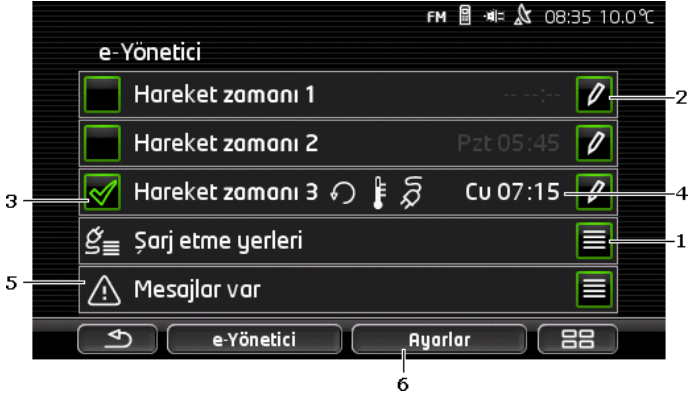 FM 08:35 10.0°C
e-Yönetici
Hareket zamanı 1 -- --:--
2
Hareket zamanı 2 Pzt 05:45
3
Hareket zamanı 3 Cu 07:15
4
Şarj etme yerleri
1
5
Mesajlar var
e-Yönetici Ayarlar
6